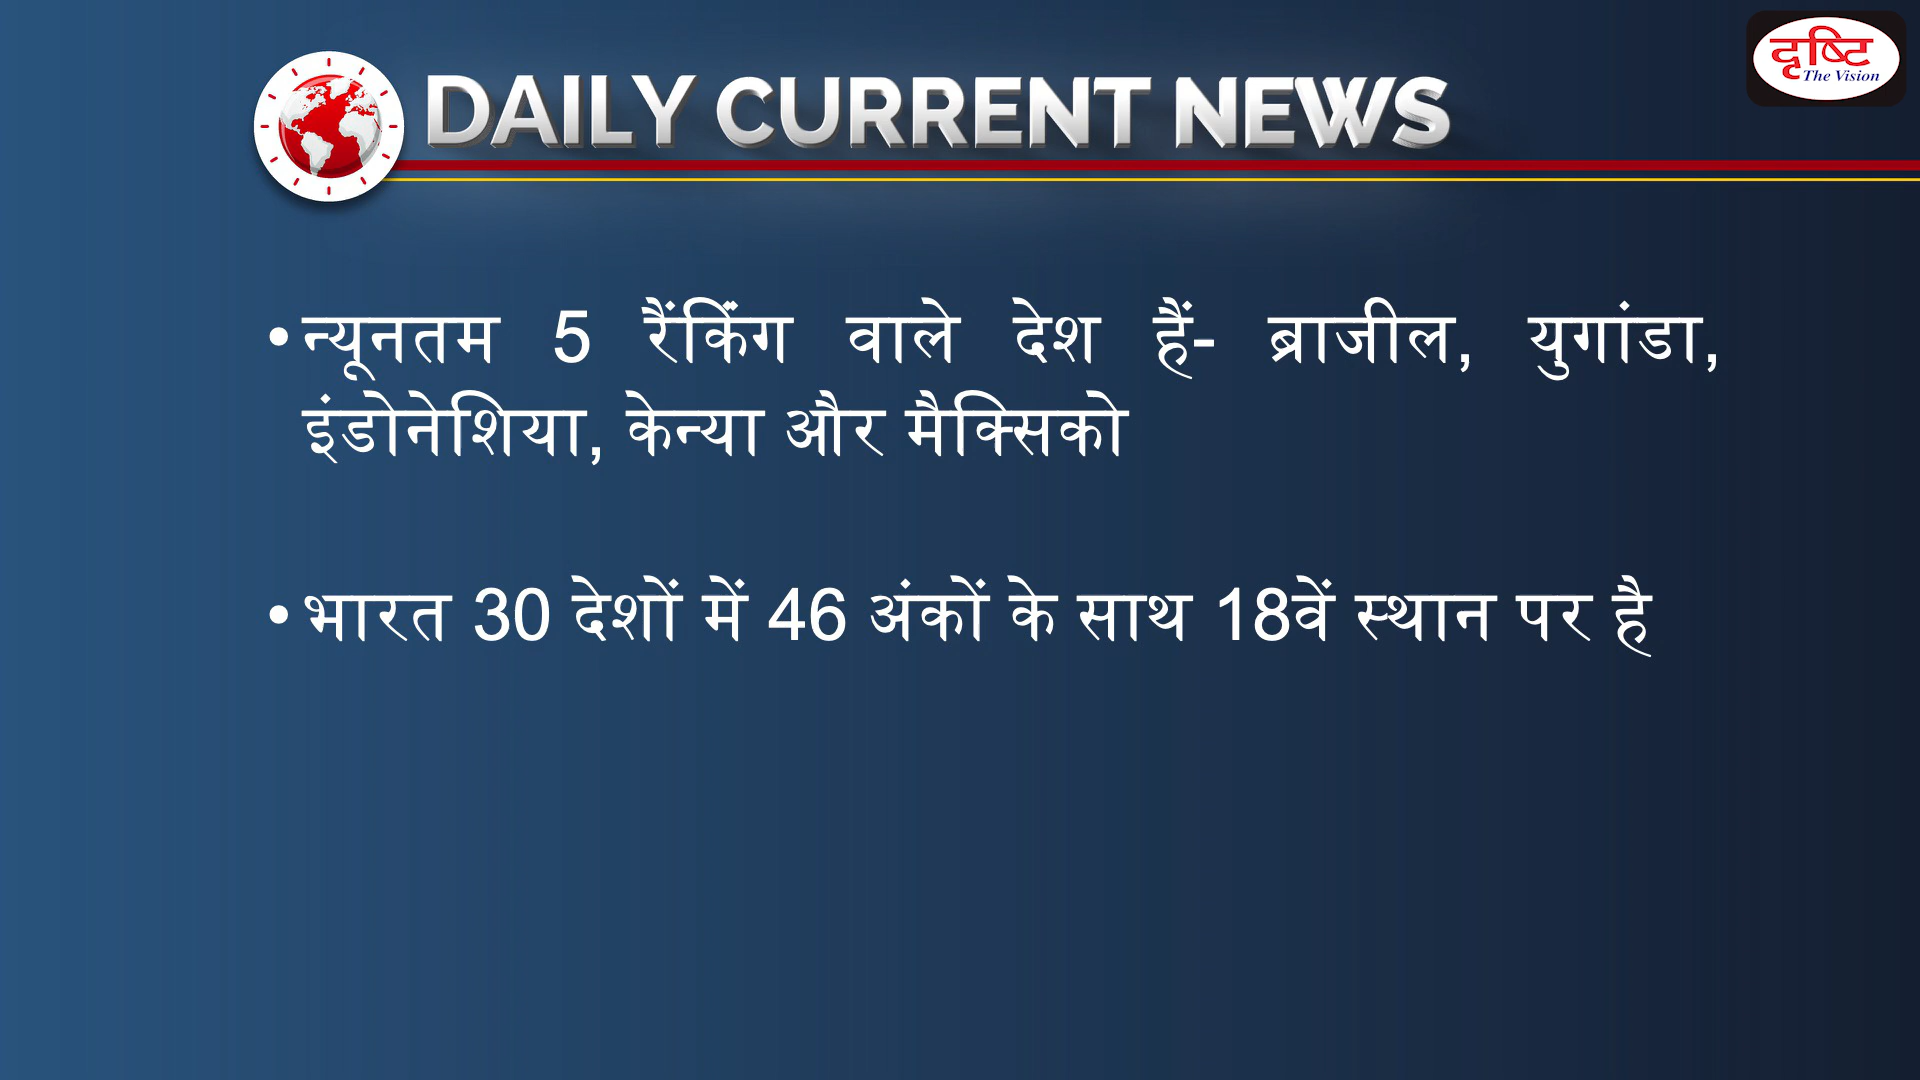 दृष्टि
The Vision
DAILY CURRENT NEWS
• न्यूनतम 5 रैंकिंग वाले देश हैं- ब्राजील, युगांडा,
इंडोनेशिया, केन्या और मैक्सिको
• भारत 30 देशों में 46 अंकों के साथ 18वें स्थान पर है